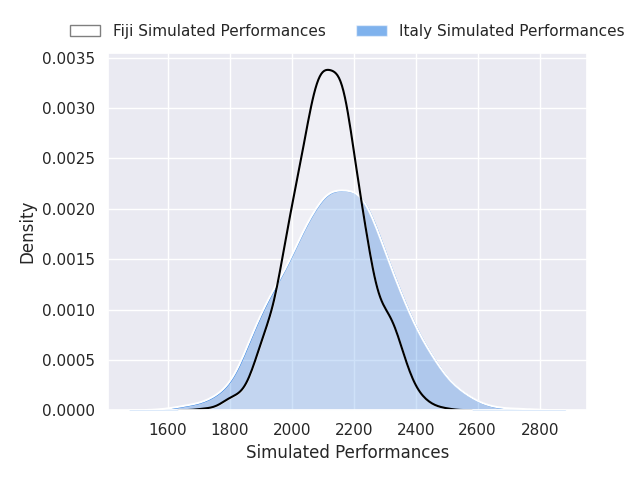 Fiji Simulated Performances Italy Simulated Performances
0.0035
0.0030
0.0025
0.0020
0.0015
0.0010
0.0005
0.0000
Density
1600 1800 2000 2200 2400 2600 2800
Simulated Performances